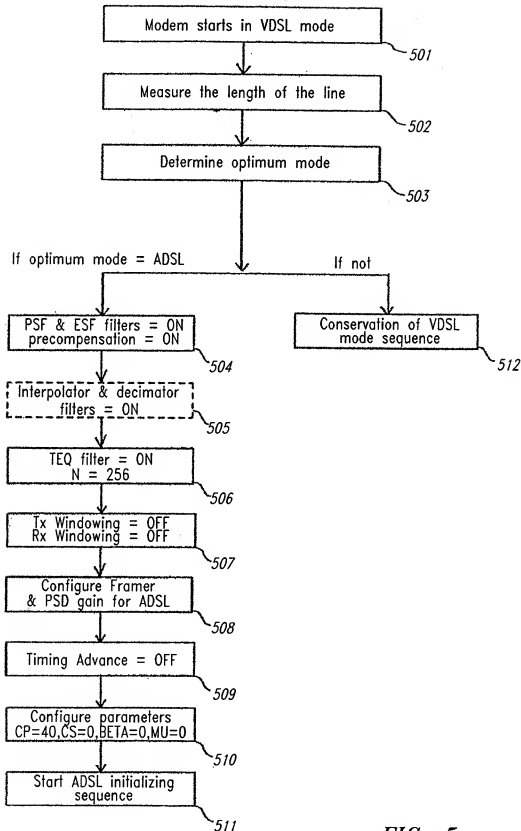 Modem starts in VDSL mode
501
Measure the length of the line
502
Determine optimum mode
503
If optimum mode = ADSL
If not
PSF & ESF filters = ON
precompensation = ON
504
Conservation of VDSL
mode sequence
512
Interpolator & decimator
filters = ON
505
TEQ filter = ON
N = 256
506
Tx Windowing = OFF
Rx Windowing = OFF
507
Configure Framer
& PSD gain for ADSL
508
Timing Advance = OFF
509
Configure parameters
CP=40,CS=0,BETA=0,MU=0
510
Start ADSL initializing
sequence
511
FIG. 5